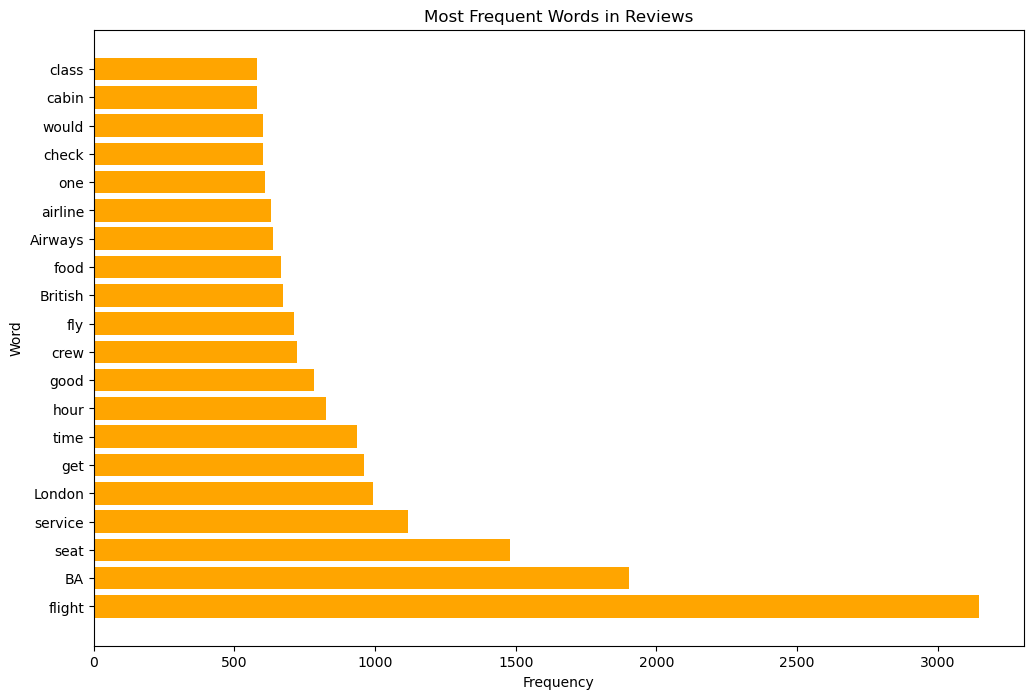 Most Frequent Words in Reviews
class
cabin
would
check
one
airline
Airways
food
British
fly
crew
good
hour
time
get
London
service
seat
BA
flight
Word
0 500 1000 1500 2000 2500 3000
Frequency